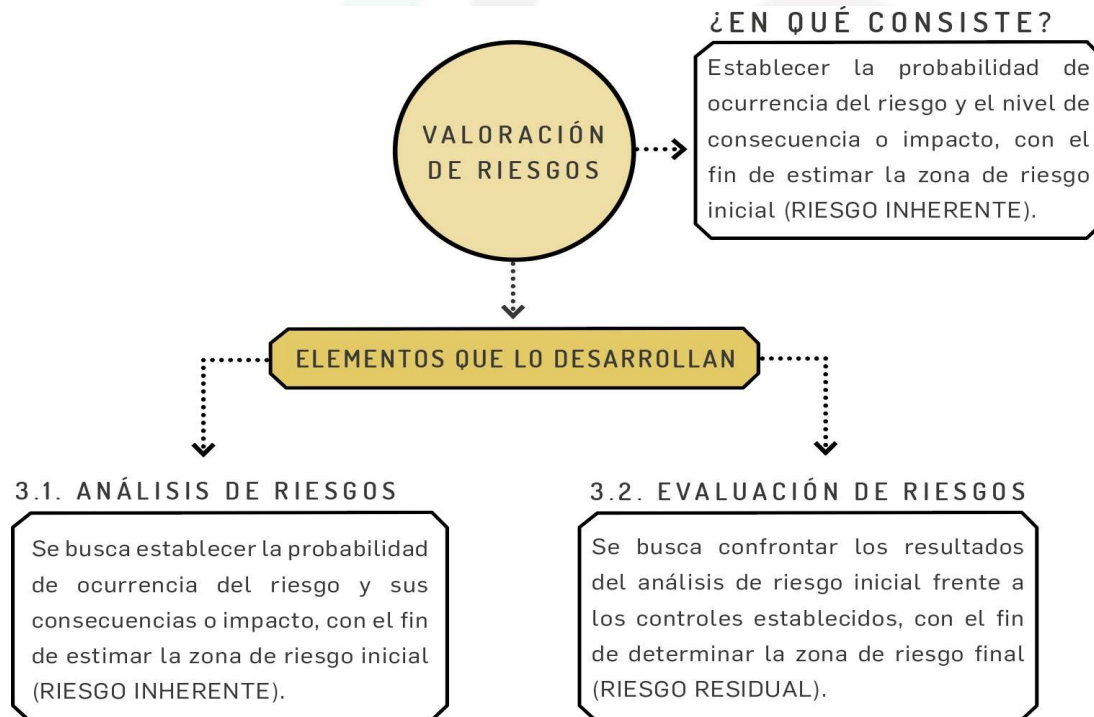 ¿EN QUÉ CONSISTE?
Establecer la probabilidad de
ocurrencia del riesgo y el nivel de
consecuencia o impacto, con el
fin de estimar la zona de riesgo
inicial (RIESGO INHERENTE).
VALORACIÓN
DE RIESGOS
ELEMENTOS QUE LO DESARROLLAN
3.1. ANÁLISIS DE RIESGOS
Se busca establecer la probabilidad
de ocurrencia del riesgo y sus
consecuencias o impacto, con el fin
de estimar la zona de riesgo inicial
(RIESGO INHERENTE).
3.2. EVALUACIÓN DE RIESGOS
Se busca confrontar los resultados
del análisis de riesgo inicial frente a
los controles establecidos, con el fin
de determinar la zona de riesgo final
(RIESGO RESIDUAL).